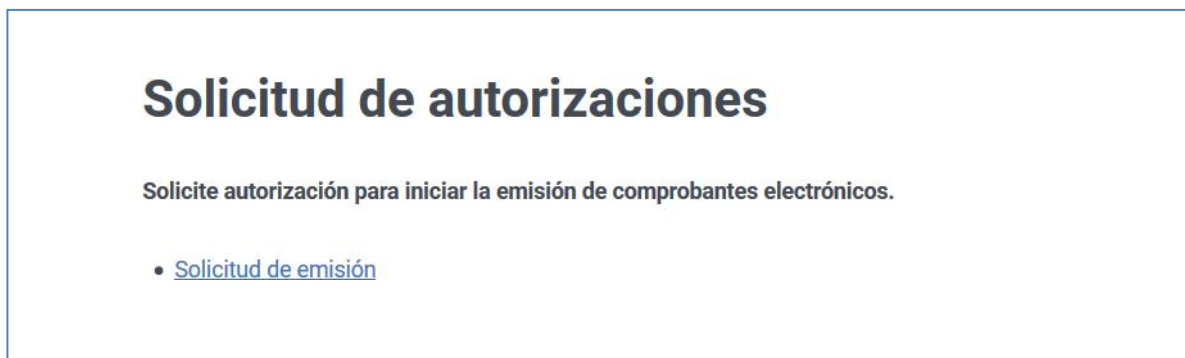 Solicitud de autorizaciones
Solicite autorización para iniciar la emisión de comprobantes electrónicos.
Solicitud de emisión